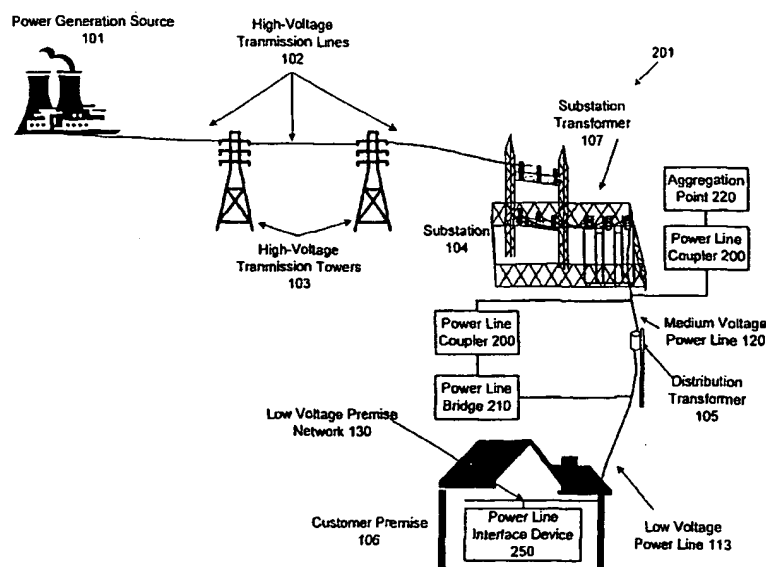 Power Generation Source
101
High-Voltage
Tranmission Lines
102
201
Substation
Transformer
107
Aggregation
Point 220
Power Line
Coupler 200
Substation
104
High-Voltage
Tranmission Towers
103
Power Line
Coupler 200
Medium Voltage
Power Line 120
Power Line
Bridge 210
Distribution
Transformer
105
Low Voltage Premise
Network 130
Customer Premise
106
Power Line
Interface Device
250
Low Voltage
Power Line 113